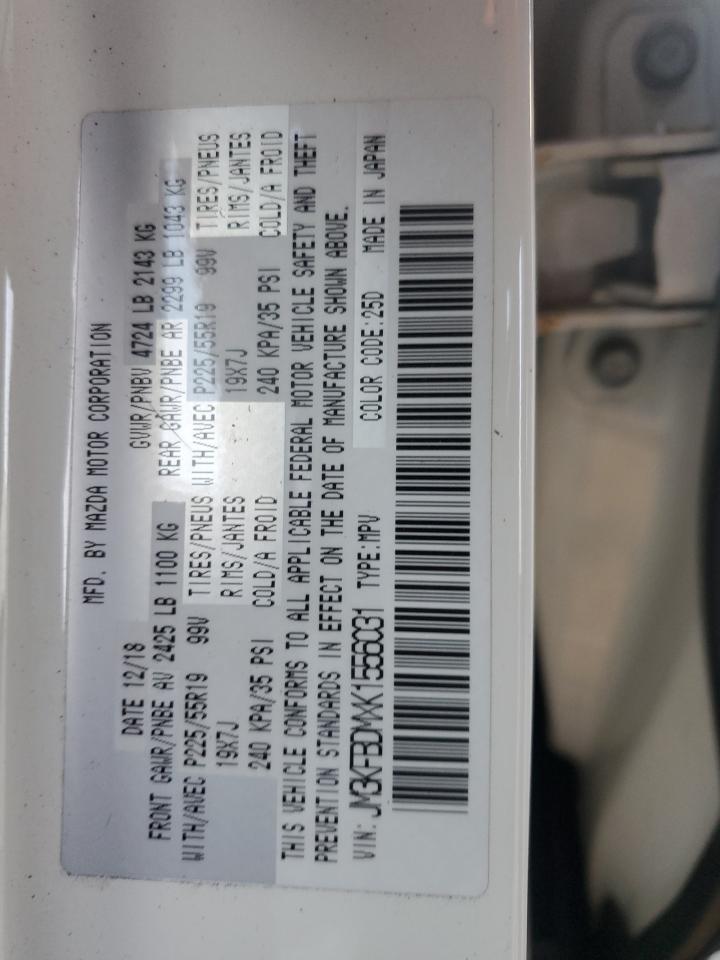 MFD. BY MAZDA MOTOR CORPORATION
DATE 12/18 GVWR/PNBV 4724 LB 2143 KG
FRONT GAWR/PNBE AV 2425 LB 1100 KG REAR GAWR/PNBE AR 2299 LB 1043 KG
WITH/AVEC P225/55R19 99V TIRES/PNEUS WITH/AVEC P225/55R19 99V TIRES/PNEUS
19X7J RIMS/JANTES 19X7J RIMS/JANTES
240 KPA/35 PSI COLD/A FROID 240 KPA/35 PSI COLD/A FROID
THIS VEHICLE CONFORMS TO ALL APPLICABLE FEDERAL MOTOR VEHICLE SAFETY AND THEFT
PREVENTION STANDARDS IN EFFECT ON THE DATE OF MANUFACTURE SHOWN ABOVE.
VIN: JM3KFBDMXK1556031 TYPE:MPV COLOR CODE:25D MADE IN JAPAN